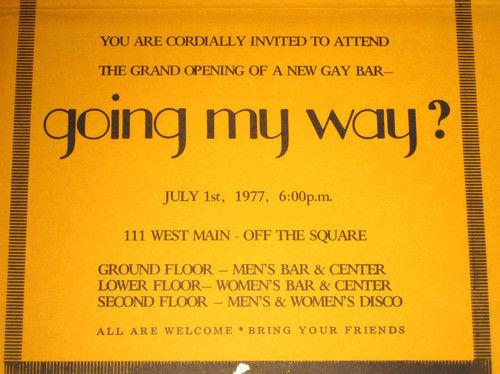 YOU ARE CORDIALLY INVITED TO ATTEND
THE GRAND OPENING OF A NEW GAY BAR—
going my way?
JULY 1st, 1977, 6:00p.m.
111 WEST MAIN - OFF THE SQUARE
GROUND FLOOR — MEN'S BAR & CENTER
LOWER FLOOR— WOMEN'S BAR & CENTER
SECOND FLOOR — MEN'S & WOMEN'S DISCO
ALL ARE WELCOME * BRING YOUR FRIENDS